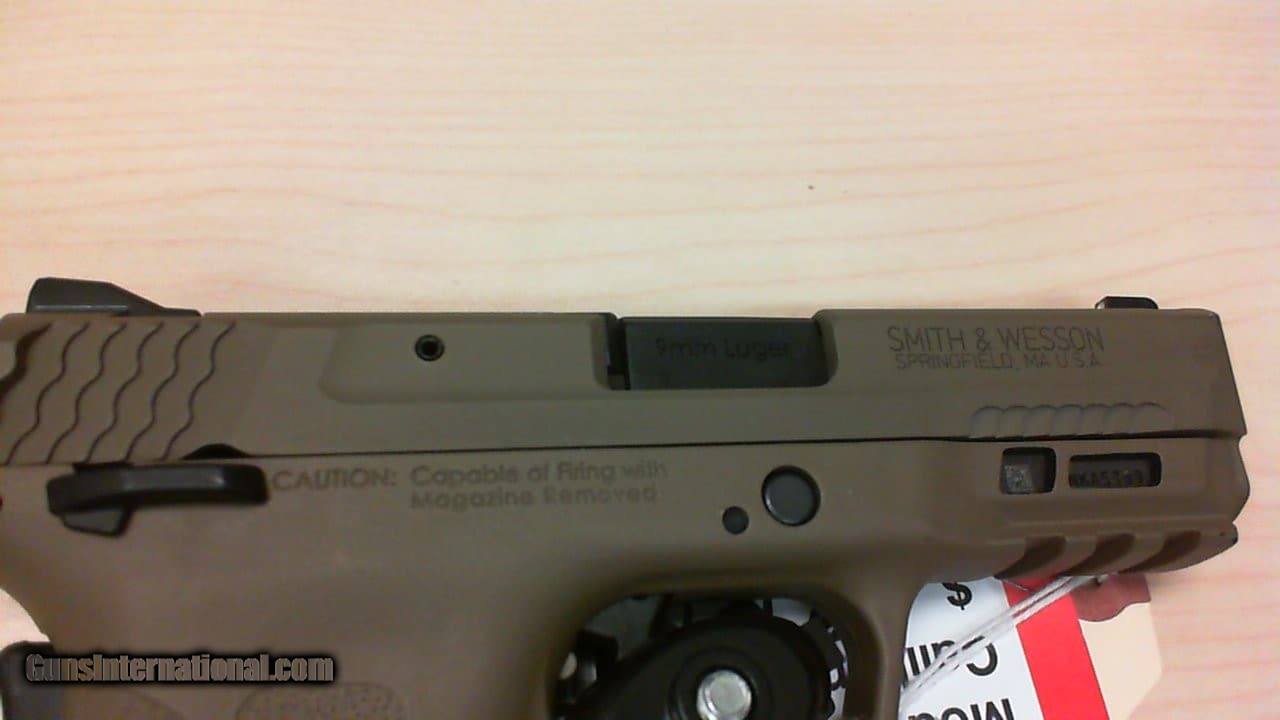 9mm Luger
SMITH & WESSON
SPRINGFIELD, MA U.S.A.
CAUTION: Capable of Firing with
Magazine Removed
$
GunsInternational.com